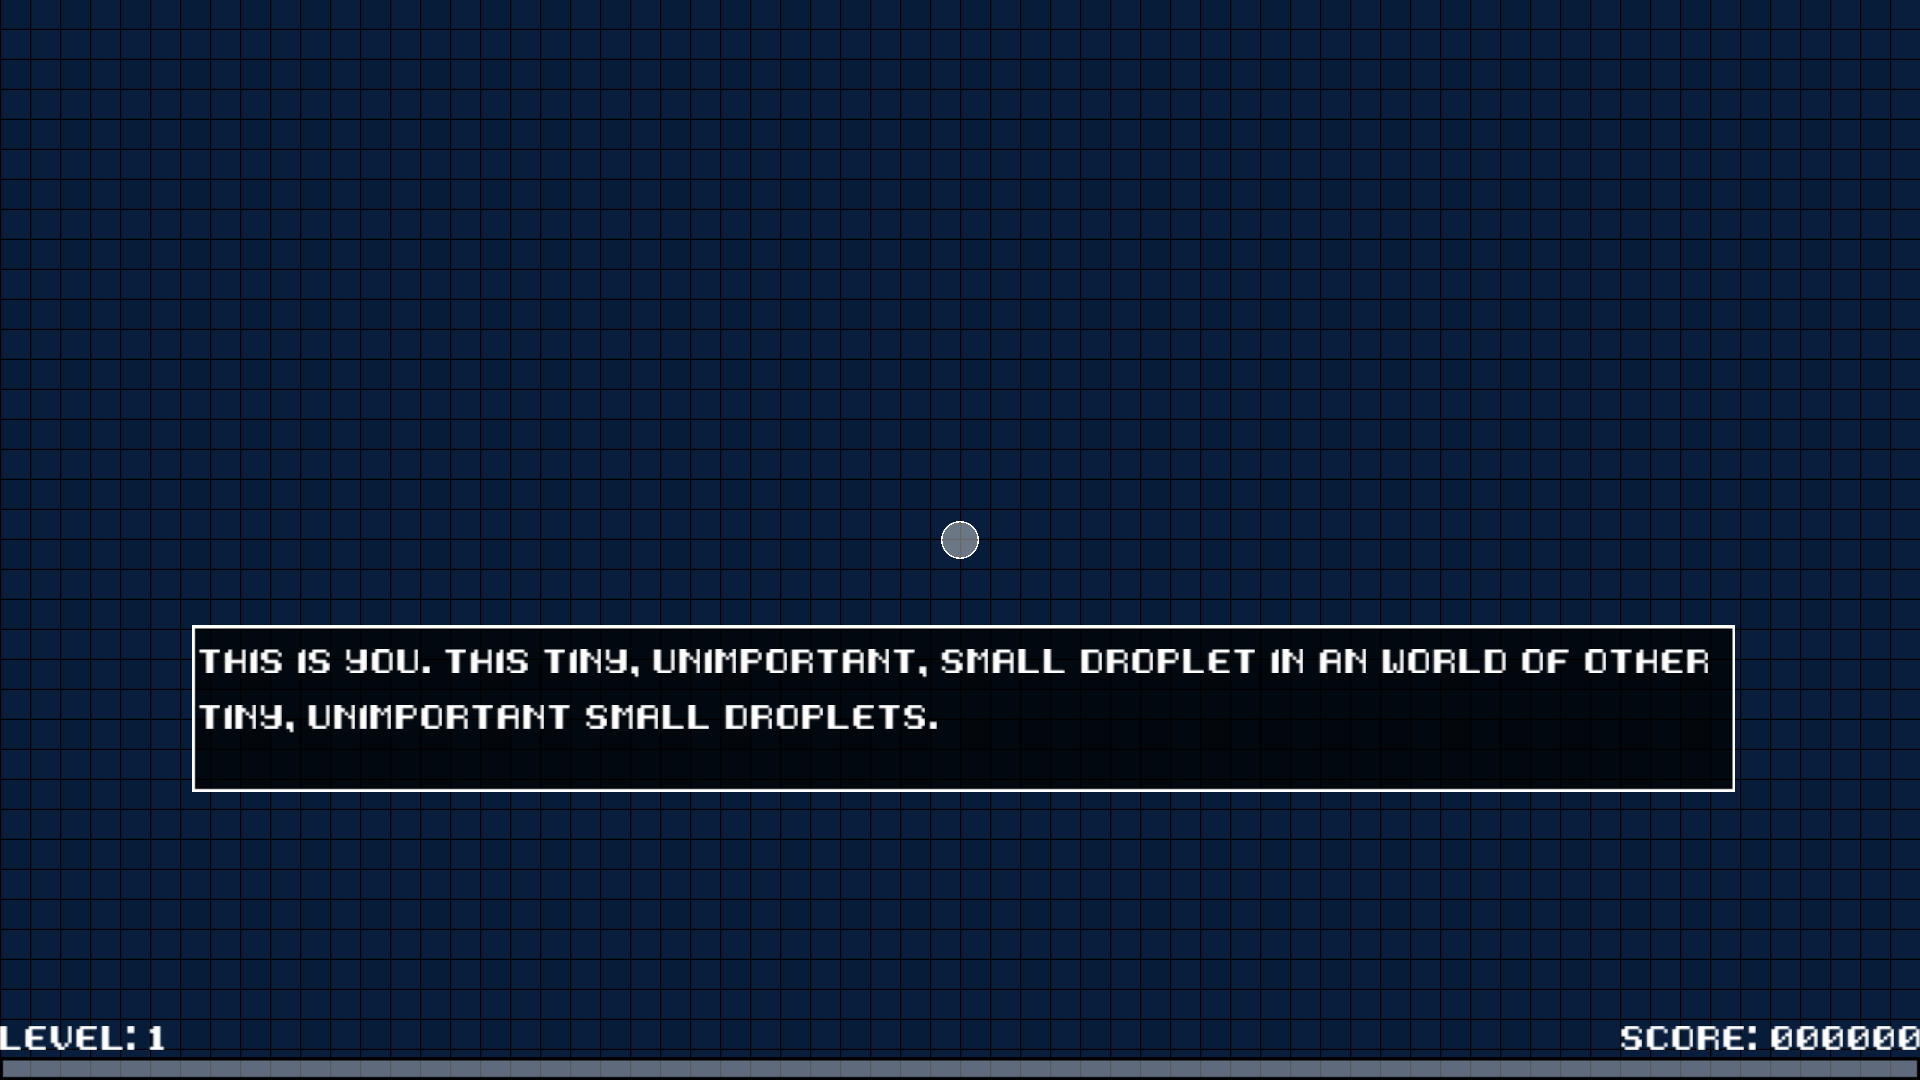 THIS IS YOU. THIS TINY, UNIMPORTANT, SMALL DROPLET IN AN WORLD OF OTHER
TINY, UNIMPORTANT SMALL DROPLETS.
LEVEL: 1
SCORE: 000000